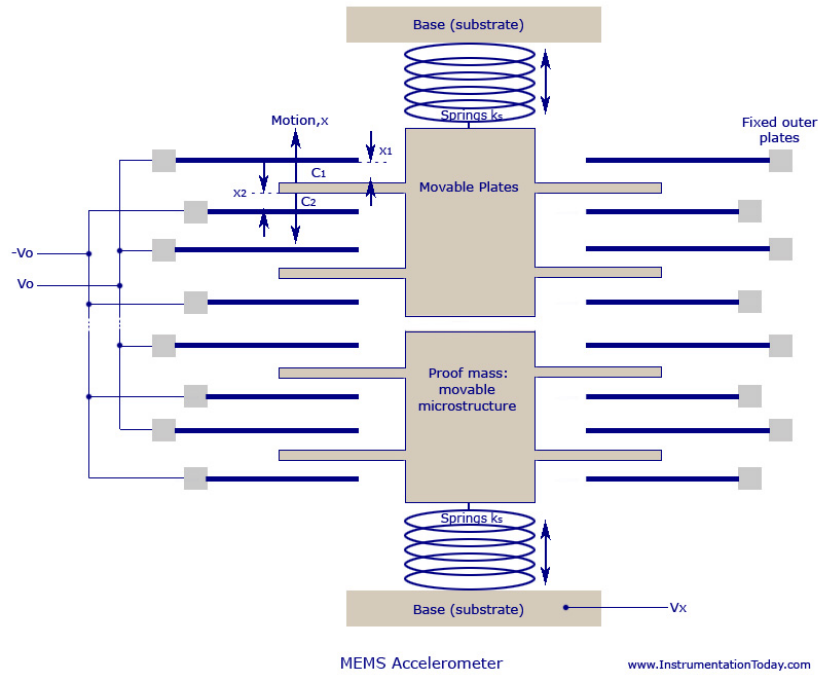 Base (substrate)
Springs ks
Motion,x
Fixed outer
plates
x1
C1
x2
Movable Plates
C2
-Vo
Vo
Proof mass:
movable
microstructure
Springs ks
Base (substrate)
Vx
MEMS Accelerometer
www.InstrumentationToday.com